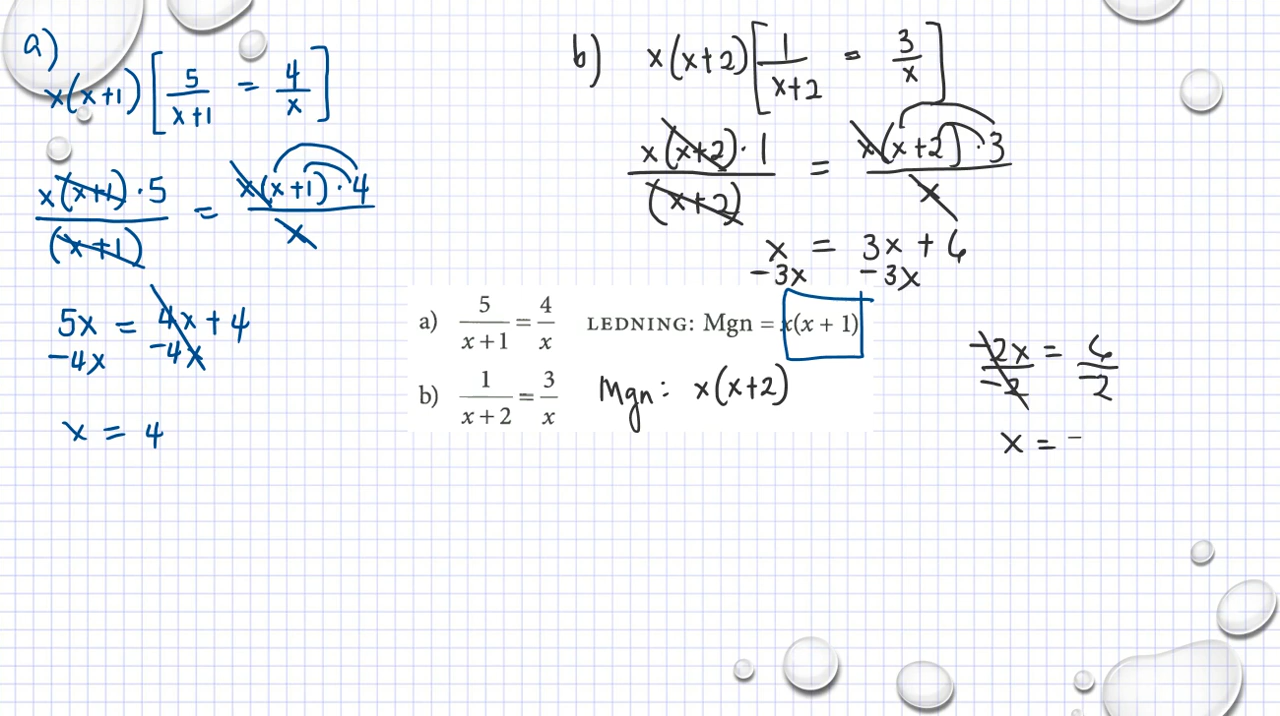 a)
x(x+1) [ 5/(x+1) = 4/x ]
x(x+1)·5/(x+1) = x(x+1)·4/x
5x = 4x + 4
-4x -4x
x = 4
b) x(x+2) [ 1/(x+2) = 3/x ]
x(x+2)·1/(x+2) = x(x+2)·3/x
x = 3x + 6
-3x -3x
a) 5/(x+1) = 4/x LEDNING: Mgn = x(x + 1)
b) 1/(x+2) = 3/x Mgn: x(x+2)
-2x/-2 = 6/-2
x = -